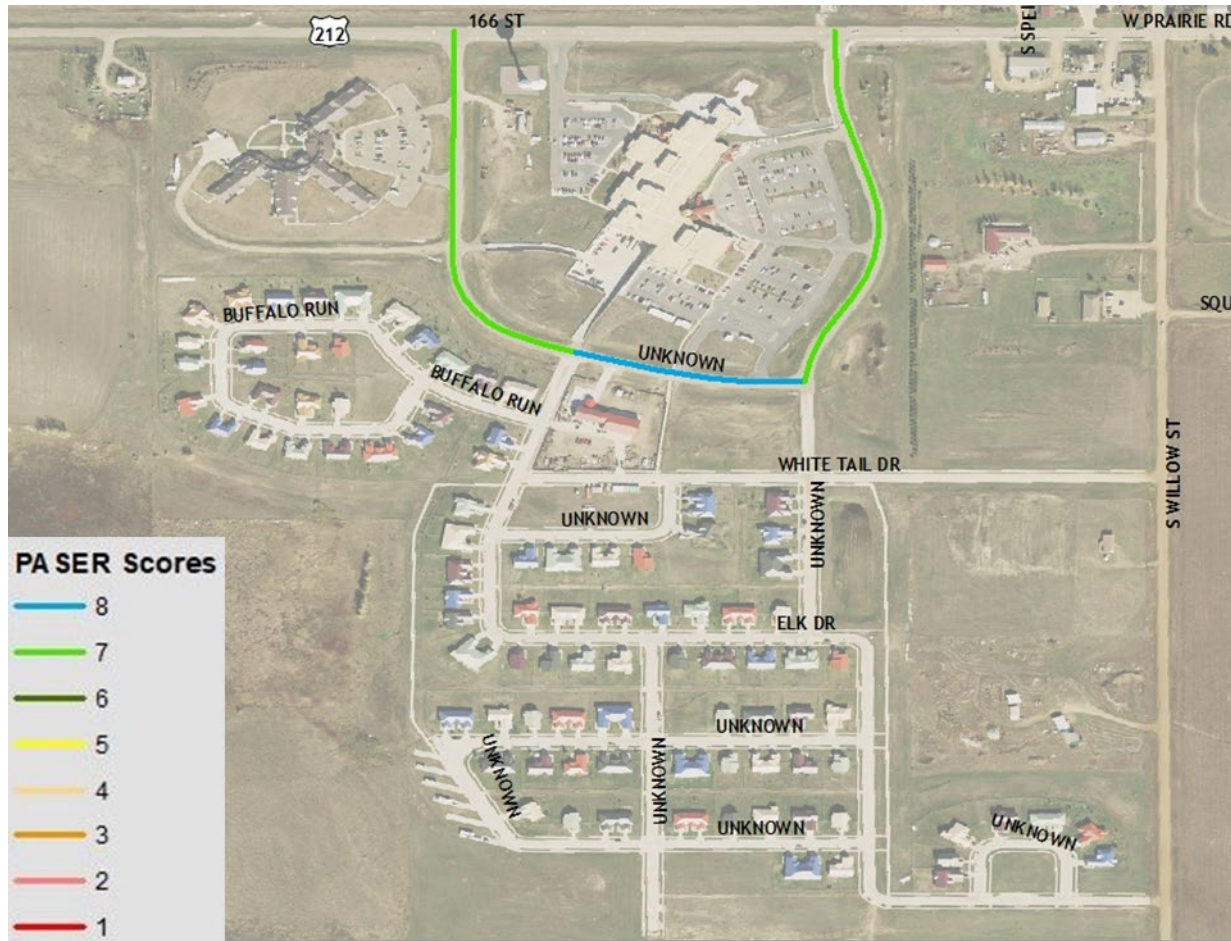 212
166 ST
S SPE
W PRAIRIE RD
BUFFALO RUN
UNKNOWN
SQU
BUFFALO RUN
WHITE TAIL DR
S WILLOW ST
UNKNOWN
UNKNOWN
ELK DR
UNKNOWN
UNKNOWN
UNKNOWN
UNKNOWN
UNKNOWN
PASER Scores
8
7
6
5
4
3
2
1